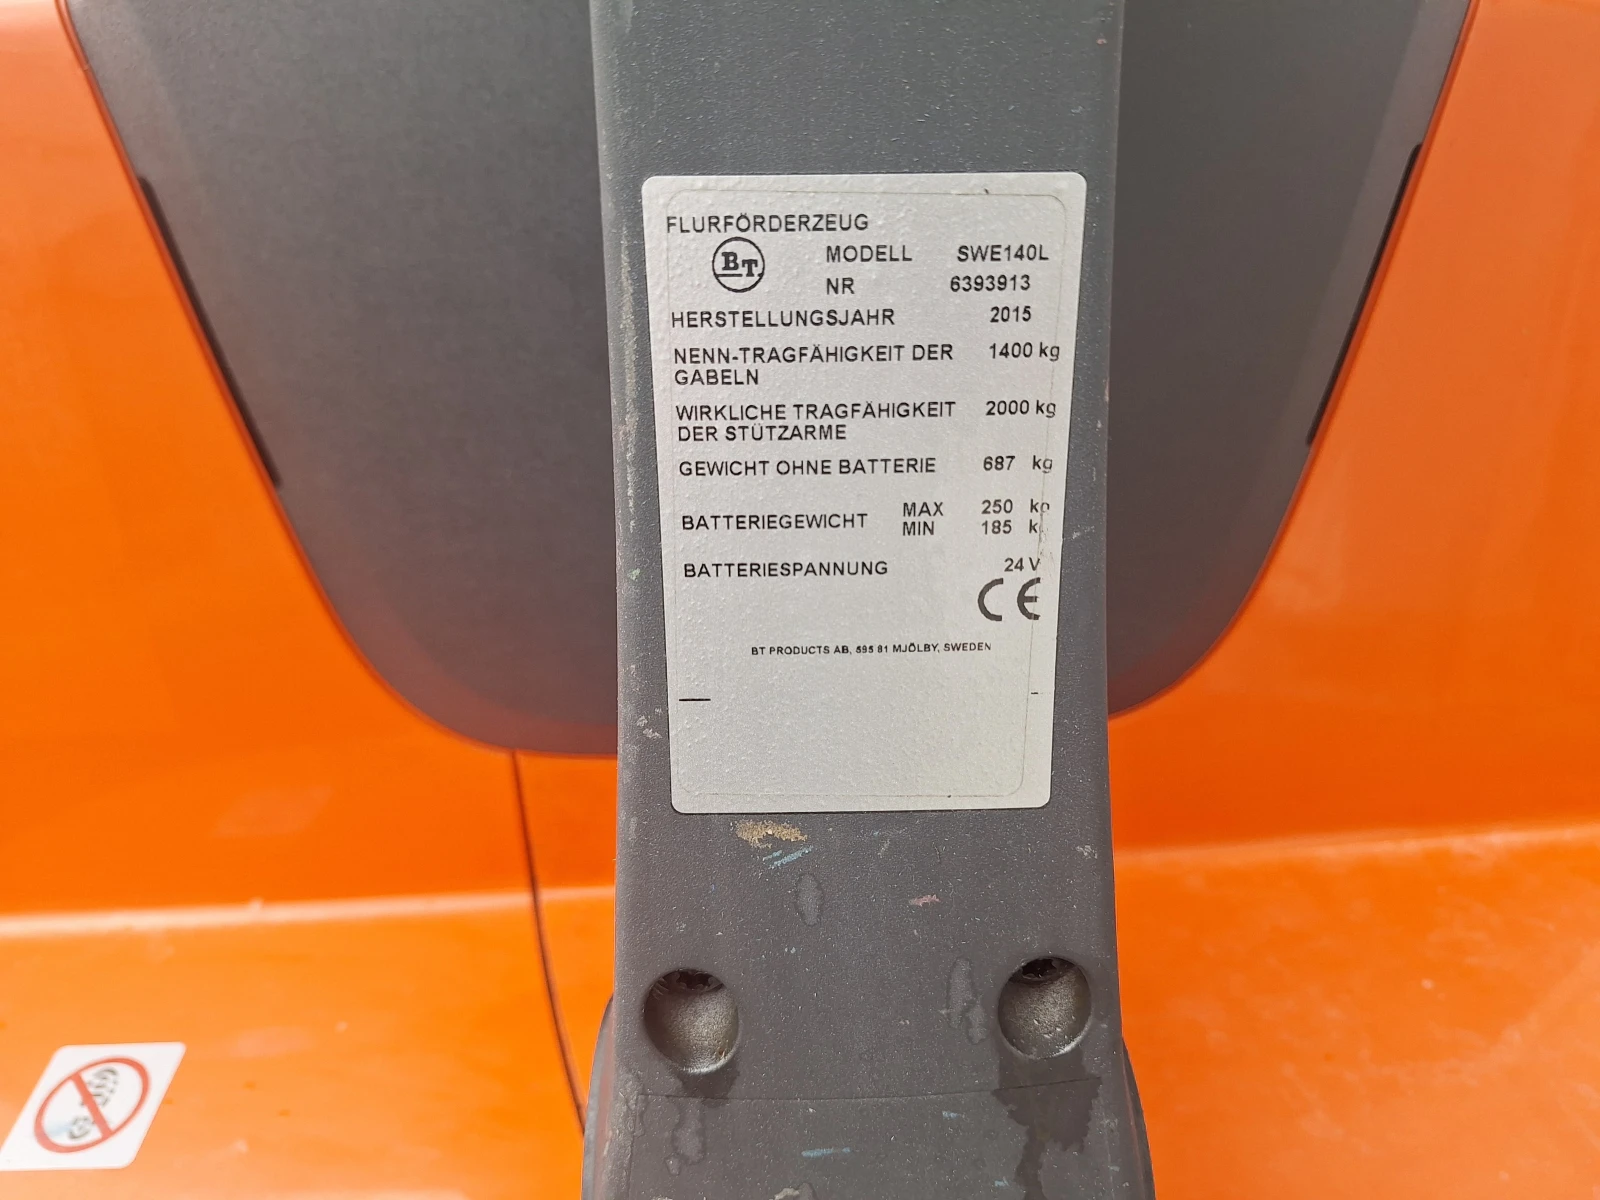 FLURFÖRDERZEUG
BT MODELL SWE140L
NR 6393913
HERSTELLUNGSJAHR 2015
NENN-TRAGFÄHIGKEIT DER 1400 kg
GABELN
WIRKLICHE TRAGFÄHIGKEIT 2000 kg
DER STÜTZARME
GEWICHT OHNE BATTERIE 687 kg
BATTERIEGEWICHT MAX 250 kg
MIN 185 k
BATTERIESPANNUNG 24 V
CE
BT PRODUCTS AB, 595 81 MJÖLBY, SWEDEN